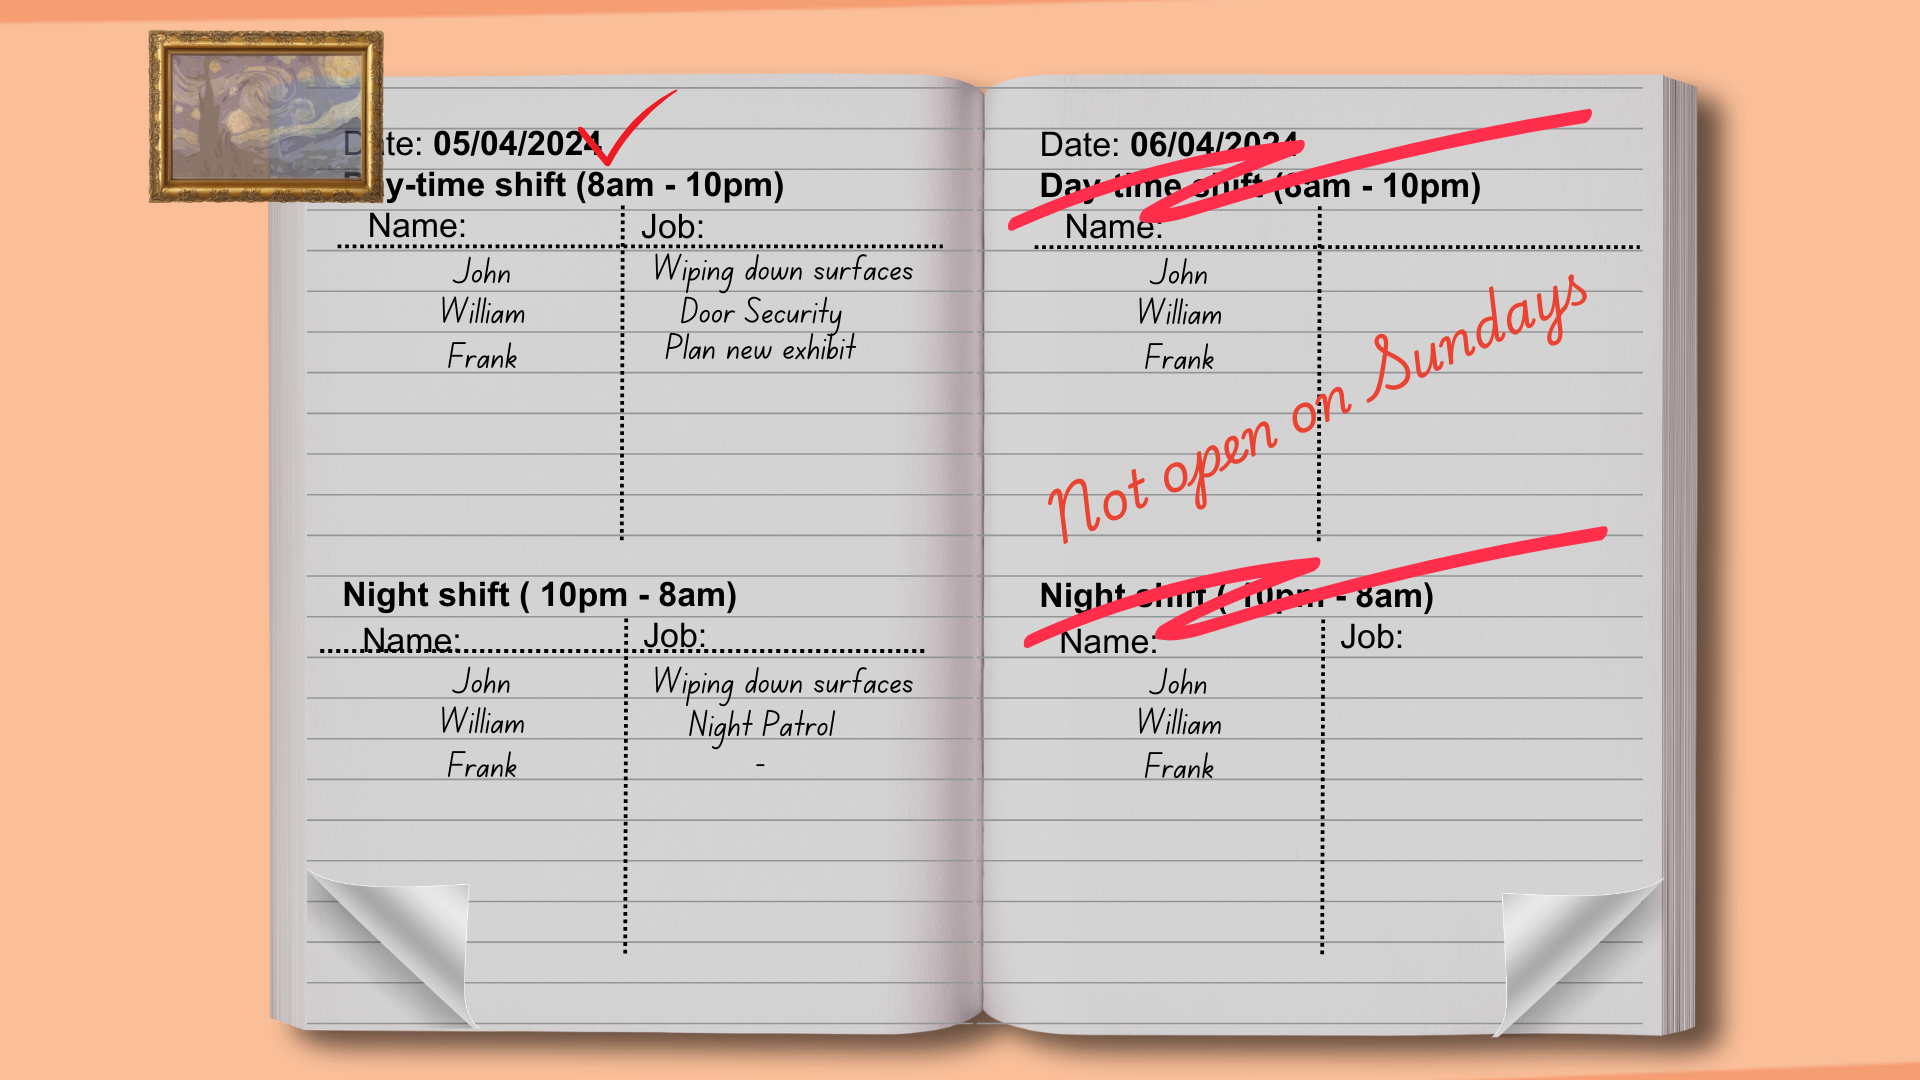 Date: 05/04/2024
Day-time shift (8am - 10pm)
Name: Job:
John Wiping down surfaces
William Door Security
Frank Plan new exhibit
Night shift ( 10pm - 8am)
Name: Job:
John Wiping down surfaces
William Night Patrol
Frank -
Date: 06/04/2024
Day-time shift (8am - 10pm)
Name:
John
William
Frank
Not open on Sundays
Night shift ( 10pm - 8am)
Name: Job:
John
William
Frank